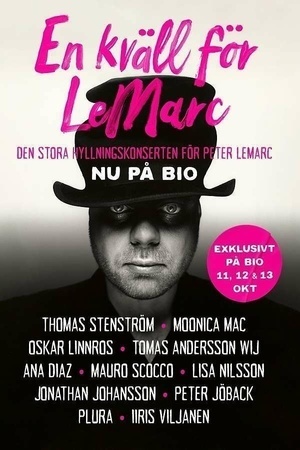 En kväll för
LeMarc
DEN STORA HYLLNINGSKONSERTEN FÖR PETER LEMARC
NU PÅ BIO
EXKLUSIVT
PÅ BIO
11, 12 & 13
OKT
THOMAS STENSTRÖM • MOONICA MAC
OSKAR LINNROS • TOMAS ANDERSSON WIJ
ANA DIAZ • MAURO SCOCCO • LISA NILSSON
JONATHAN JOHANSSON • PETER JÖBACK
PLURA • IIRIS VILJANEN